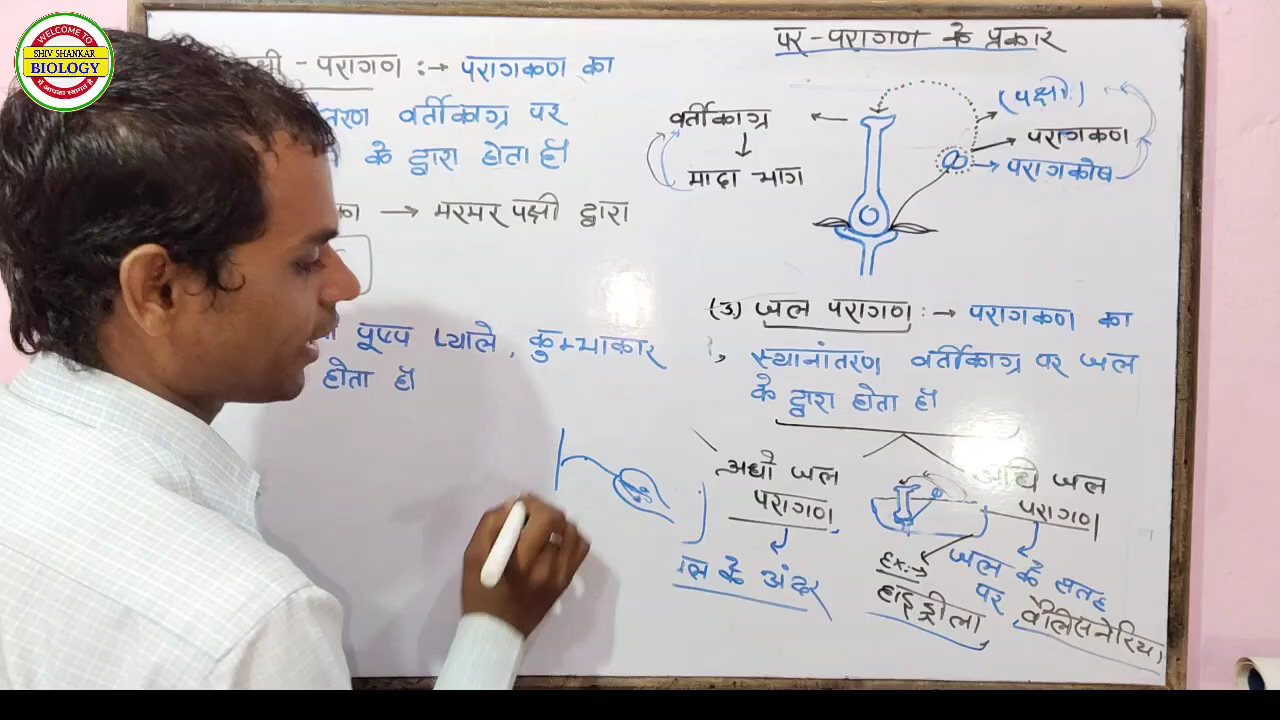 WELCOME TO
SHIV SHANKAR
BIOLOGY
में आपका स्वागत है
पर-परागण के प्रकार
- परागण :→ परागकण का
वर्तिकाग्र पर
के द्वारा होता है।
→ मरमर पक्षी द्वारा
पुष्प प्याले, कुम्भाकार
होता है
वर्तिकाग्र
↓
मादा भाग
(पक्षी)
परागकण
परागकोष
(3) जल परागण :→ परागकण का
स्थानांतरण वर्तिकाग्र पर जल
के द्वारा होता है।
अधो जल
परागण
के अंदर
जल
परागण
जल के सतह
पर
वैलिसनेरिया
Ex:→
हाइड्रीला